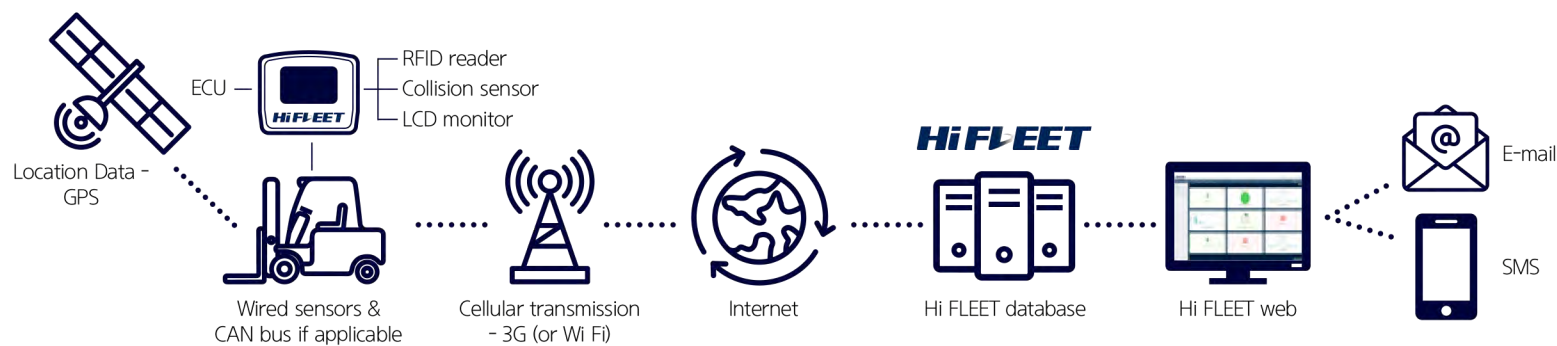 Location Data -
GPS
ECU
HiFLEET
RFID reader
Collision sensor
LCD monitor
Wired sensors &
CAN bus if applicable
Cellular transmission
- 3G (or Wi Fi)
Internet
HiFLEET
Hi FLEET database
Hi FLEET web
@
E-mail
SMS